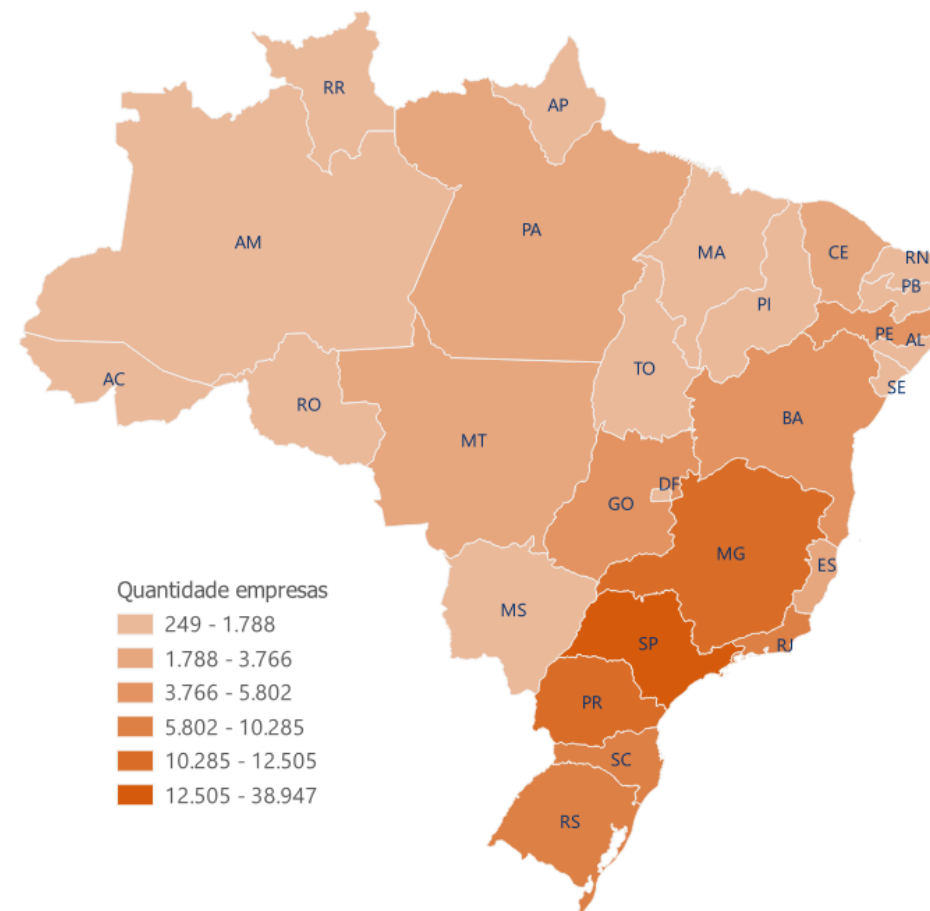 RR
AP
AM
PA
MA
CE
RN
PB
PI
PE
AL
TO
SE
AC
RO
BA
MT
DF
GO
MG
ES
MS
SP
RJ
PR
SC
RS
Quantidade empresas
249 - 1.788
1.788 - 3.766
3.766 - 5.802
5.802 - 10.285
10.285 - 12.505
12.505 - 38.947